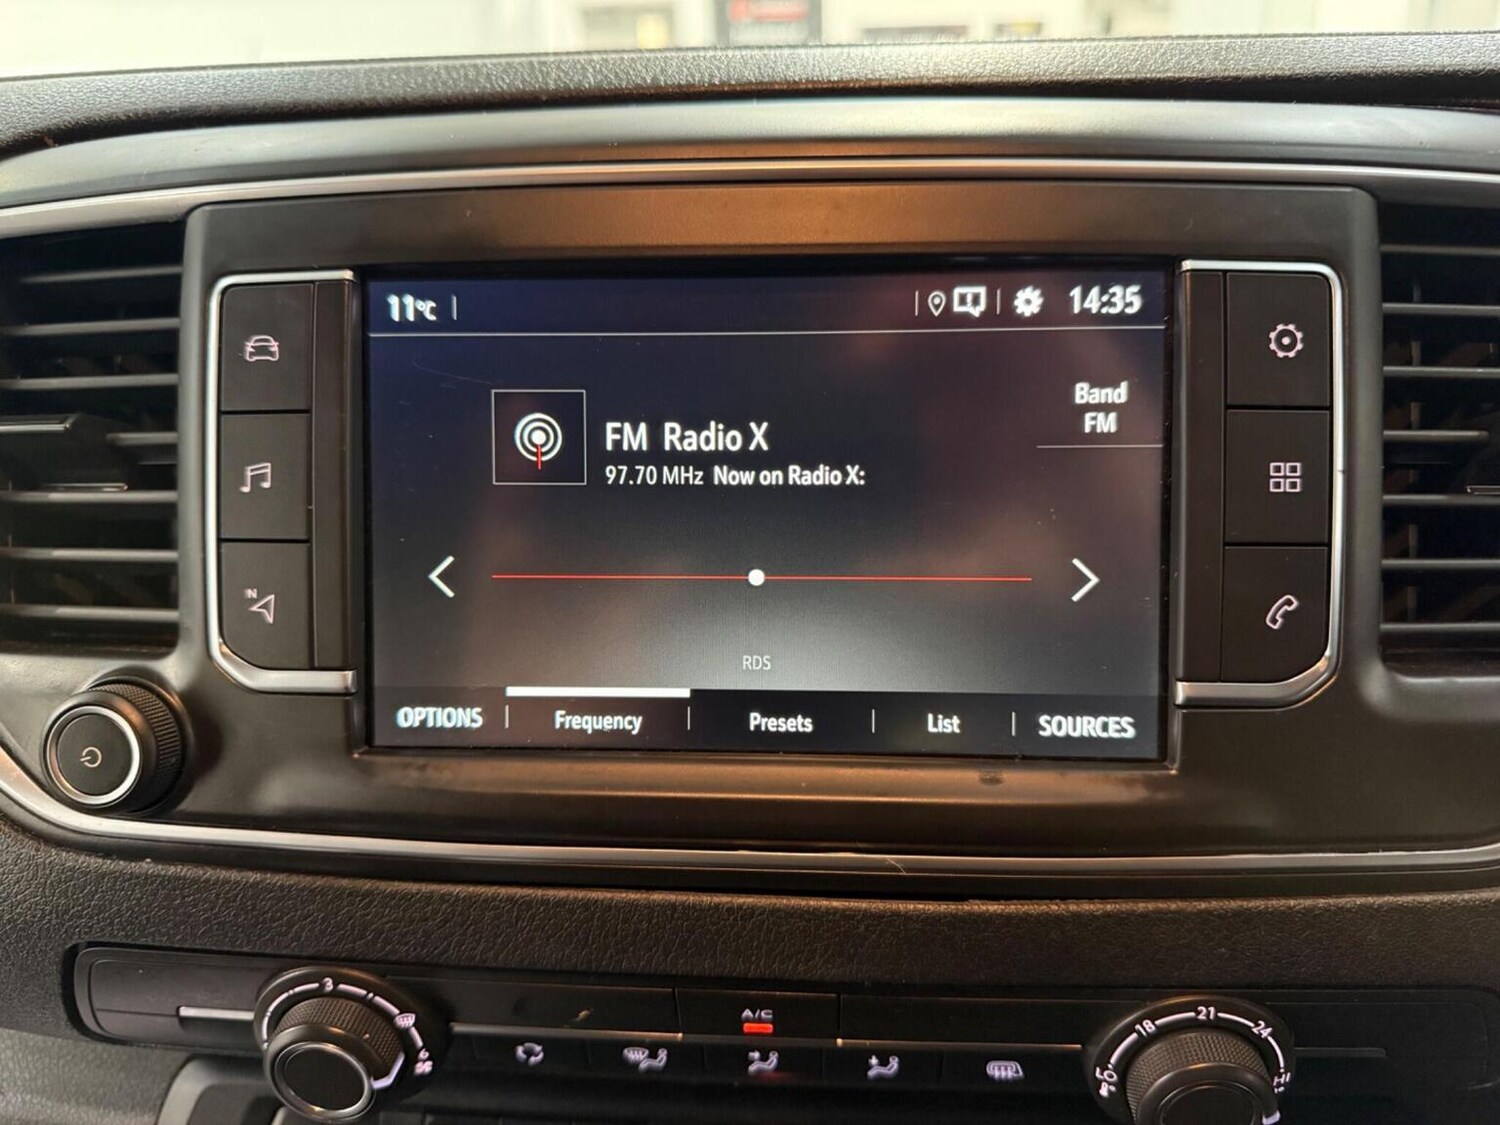 11°C
14:35
Band
FM
FM Radio X
97.70 MHz Now on Radio X:
N
RDS
OPTIONS Frequency Presets List SOURCES
3
A/C
18 21 24
HI